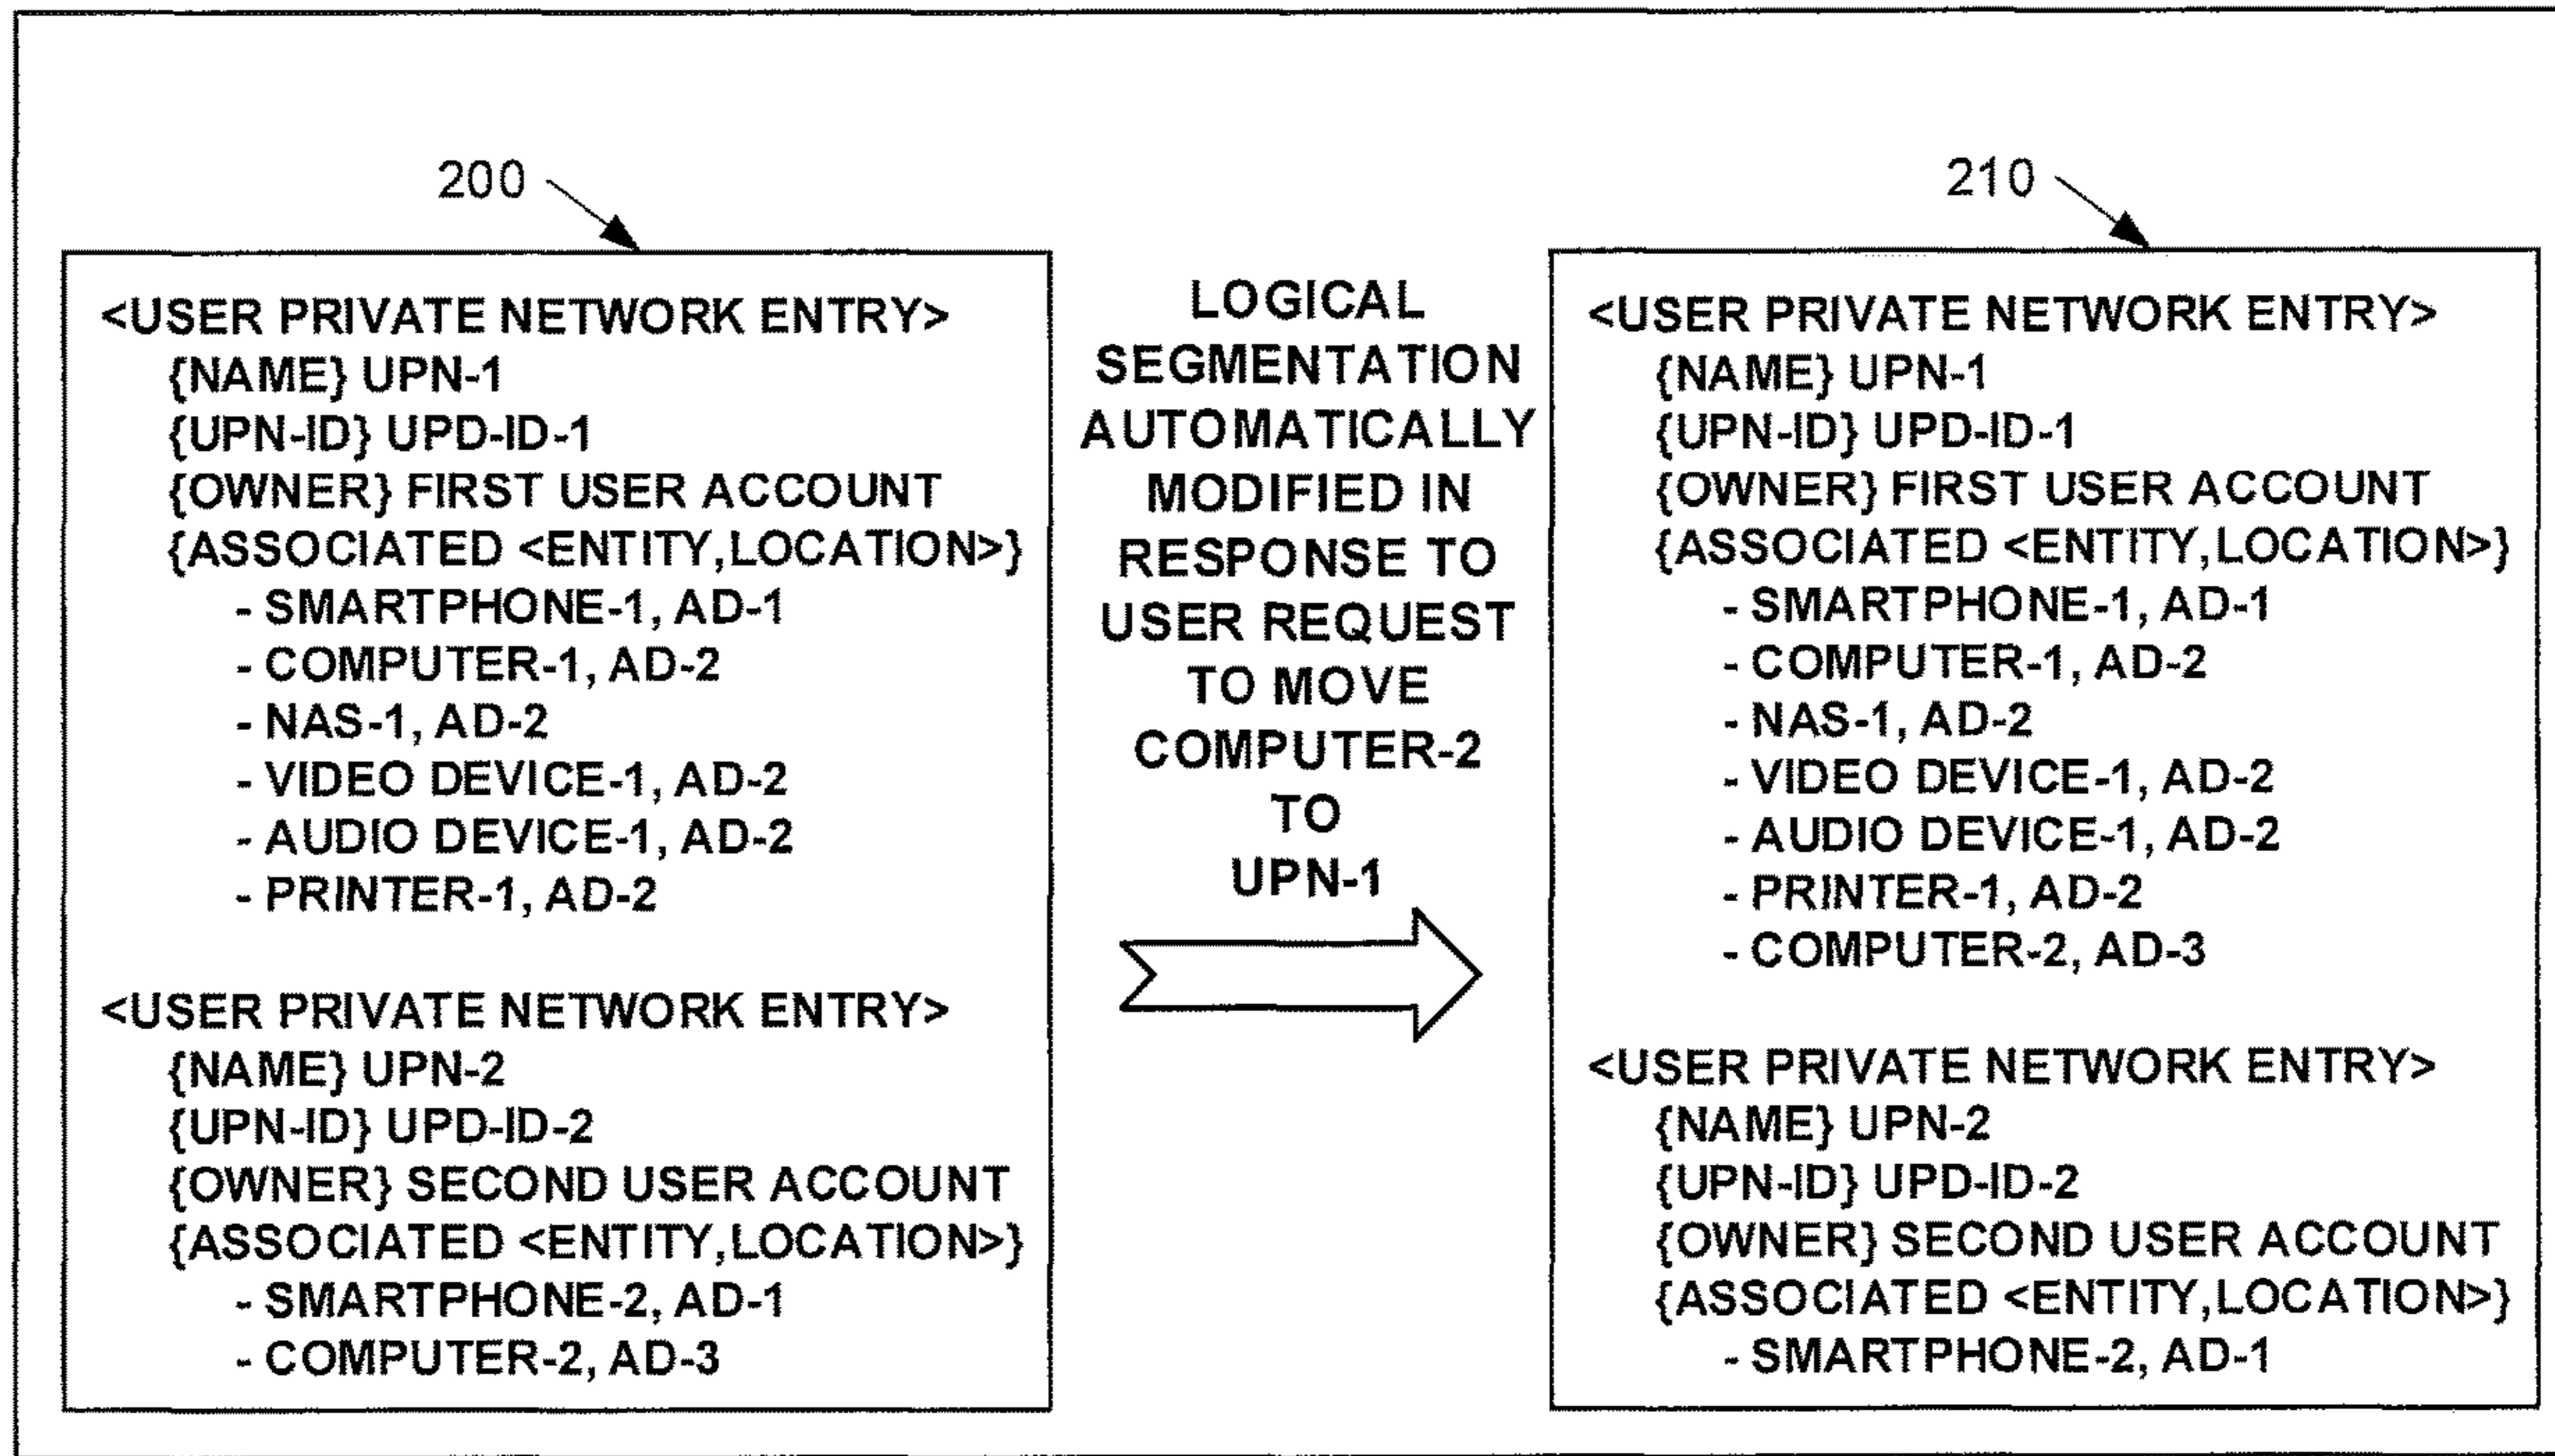 200
<USER PRIVATE NETWORK ENTRY>
{NAME} UPN-1
{UPN-ID} UPD-ID-1
{OWNER} FIRST USER ACCOUNT
{ASSOCIATED <ENTITY,LOCATION>}
- SMARTPHONE-1, AD-1
- COMPUTER-1, AD-2
- NAS-1, AD-2
- VIDEO DEVICE-1, AD-2
- AUDIO DEVICE-1, AD-2
- PRINTER-1, AD-2
<USER PRIVATE NETWORK ENTRY>
{NAME} UPN-2
{UPN-ID} UPD-ID-2
{OWNER} SECOND USER ACCOUNT
{ASSOCIATED <ENTITY,LOCATION>}
- SMARTPHONE-2, AD-1
- COMPUTER-2, AD-3
LOGICAL
SEGMENTATION
AUTOMATICALLY
MODIFIED IN
RESPONSE TO
USER REQUEST
TO MOVE
COMPUTER-2
TO
UPN-1
210
<USER PRIVATE NETWORK ENTRY>
{NAME} UPN-1
{UPN-ID} UPD-ID-1
{OWNER} FIRST USER ACCOUNT
{ASSOCIATED <ENTITY,LOCATION>}
- SMARTPHONE-1, AD-1
- COMPUTER-1, AD-2
- NAS-1, AD-2
- VIDEO DEVICE-1, AD-2
- AUDIO DEVICE-1, AD-2
- PRINTER-1, AD-2
- COMPUTER-2, AD-3
<USER PRIVATE NETWORK ENTRY>
{NAME} UPN-2
{UPN-ID} UPD-ID-2
{OWNER} SECOND USER ACCOUNT
{ASSOCIATED <ENTITY,LOCATION>}
- SMARTPHONE-2, AD-1